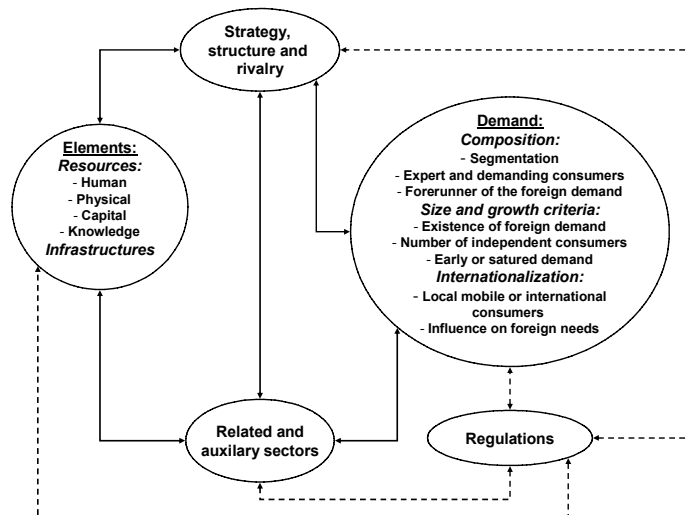 Strategy,
structure and
rivalry
Elements:
Resources:
- Human
- Physical
- Capital
- Knowledge
Infrastructures
Demand:
Composition:
- Segmentation
- Expert and demanding consumers
- Forerunner of the foreign demand
Size and growth criteria:
- Existence of foreign demand
- Number of independent consumers
- Early or satured demand
Internationalization:
- Local mobile or international
consumers
- Influence on foreign needs
Related and
auxilary sectors
Regulations